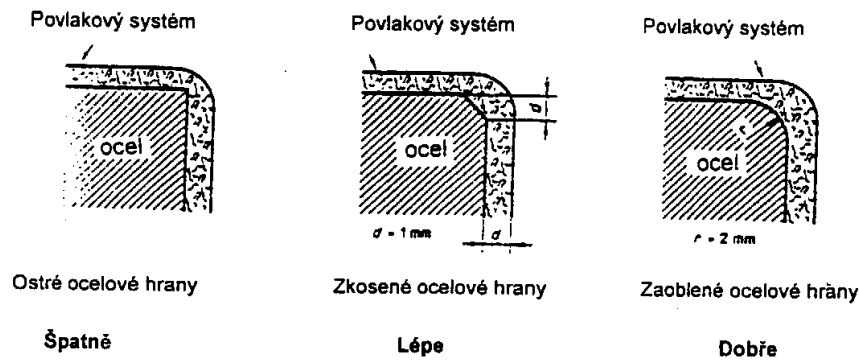 Povlakový systém
Povlakový systém
Povlakový systém
d
ocel
ocel
r
ocel
d = 1 mm
d
r = 2 mm
Ostré ocelové hrany
Zkosené ocelové hrany
Zaoblené ocelové hràny
Špatně
Lépe
Dobře